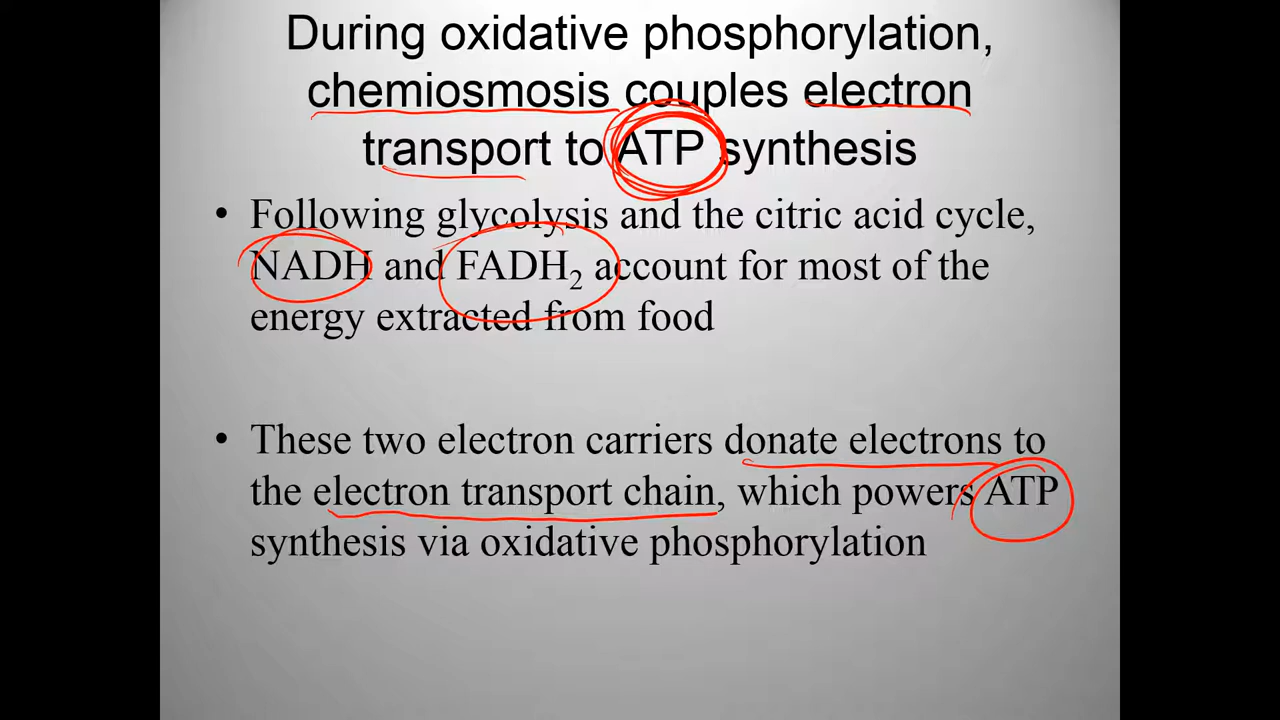 During oxidative phosphorylation,
chemiosmosis couples electron
transport to ATP synthesis
• Following glycolysis and the citric acid cycle,
NADH and FADH₂ account for most of the
energy extracted from food
• These two electron carriers donate electrons to
the electron transport chain, which powers ATP
synthesis via oxidative phosphorylation